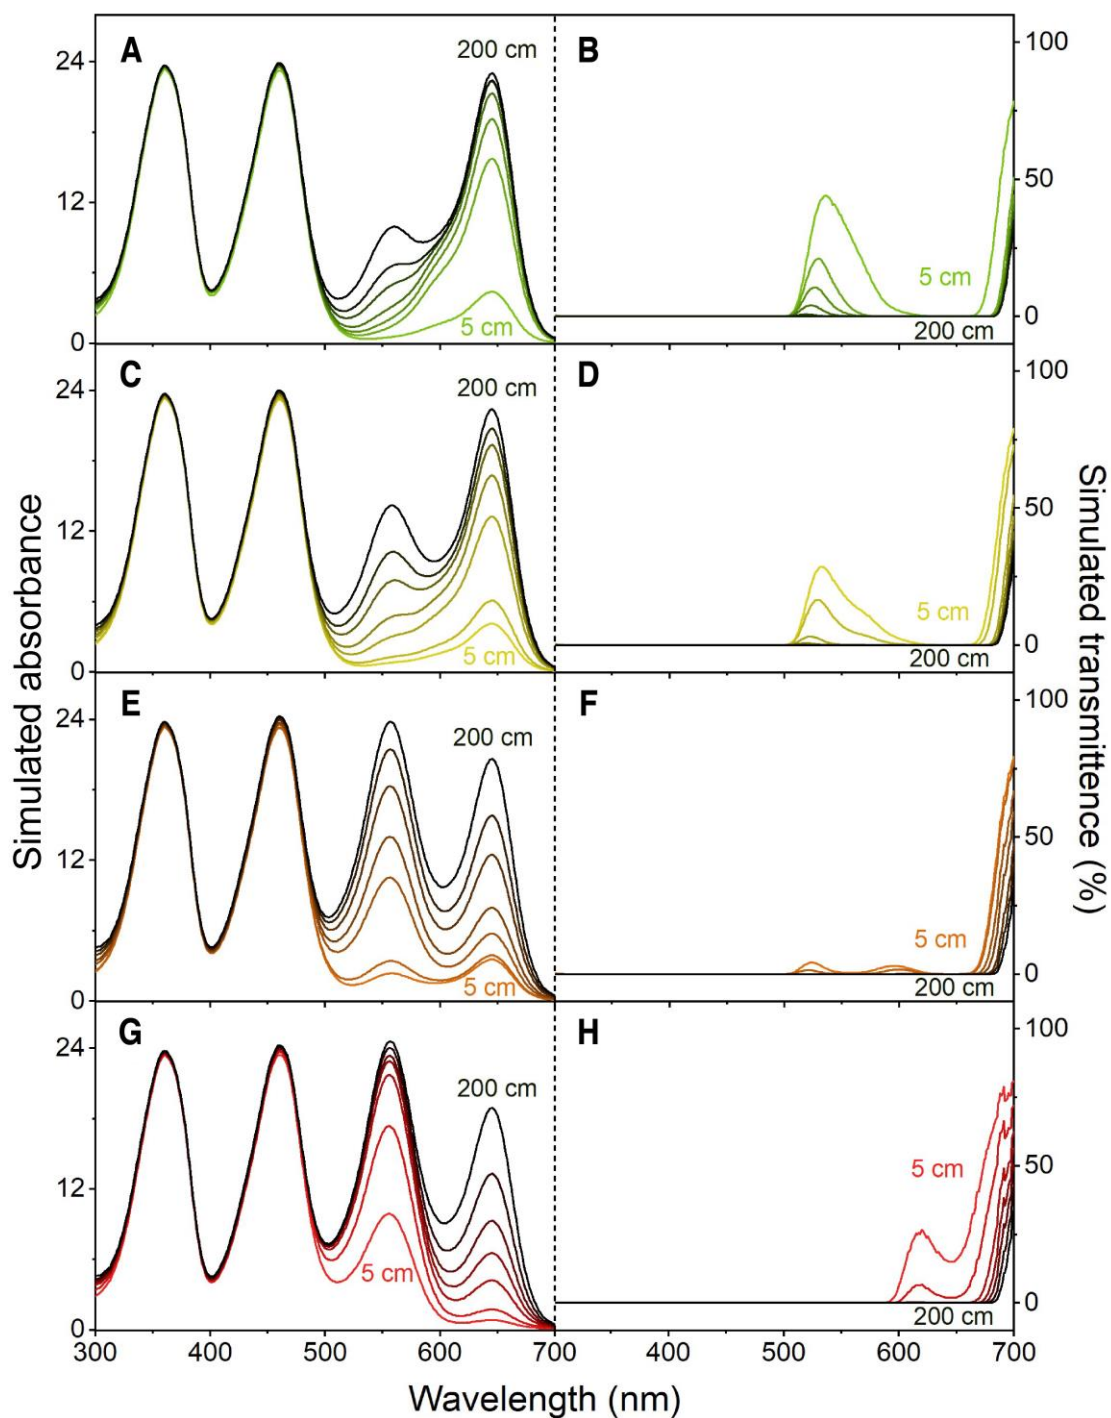 A
200 cm
24
12
5 cm
0
B
100
50
5 cm
0
200 cm
C
200 cm
24
12
5 cm
0
D
100
50
5 cm
0
200 cm
E
200 cm
24
12
5 cm
0
F
100
50
5 cm
0
200 cm
G
200 cm
24
12
5 cm
0
H
100
50
5 cm
0
200 cm
300 400 500 600 700 400 500 600 700
Wavelength (nm)
Simulated absorbance
Simulated transmittence (%)